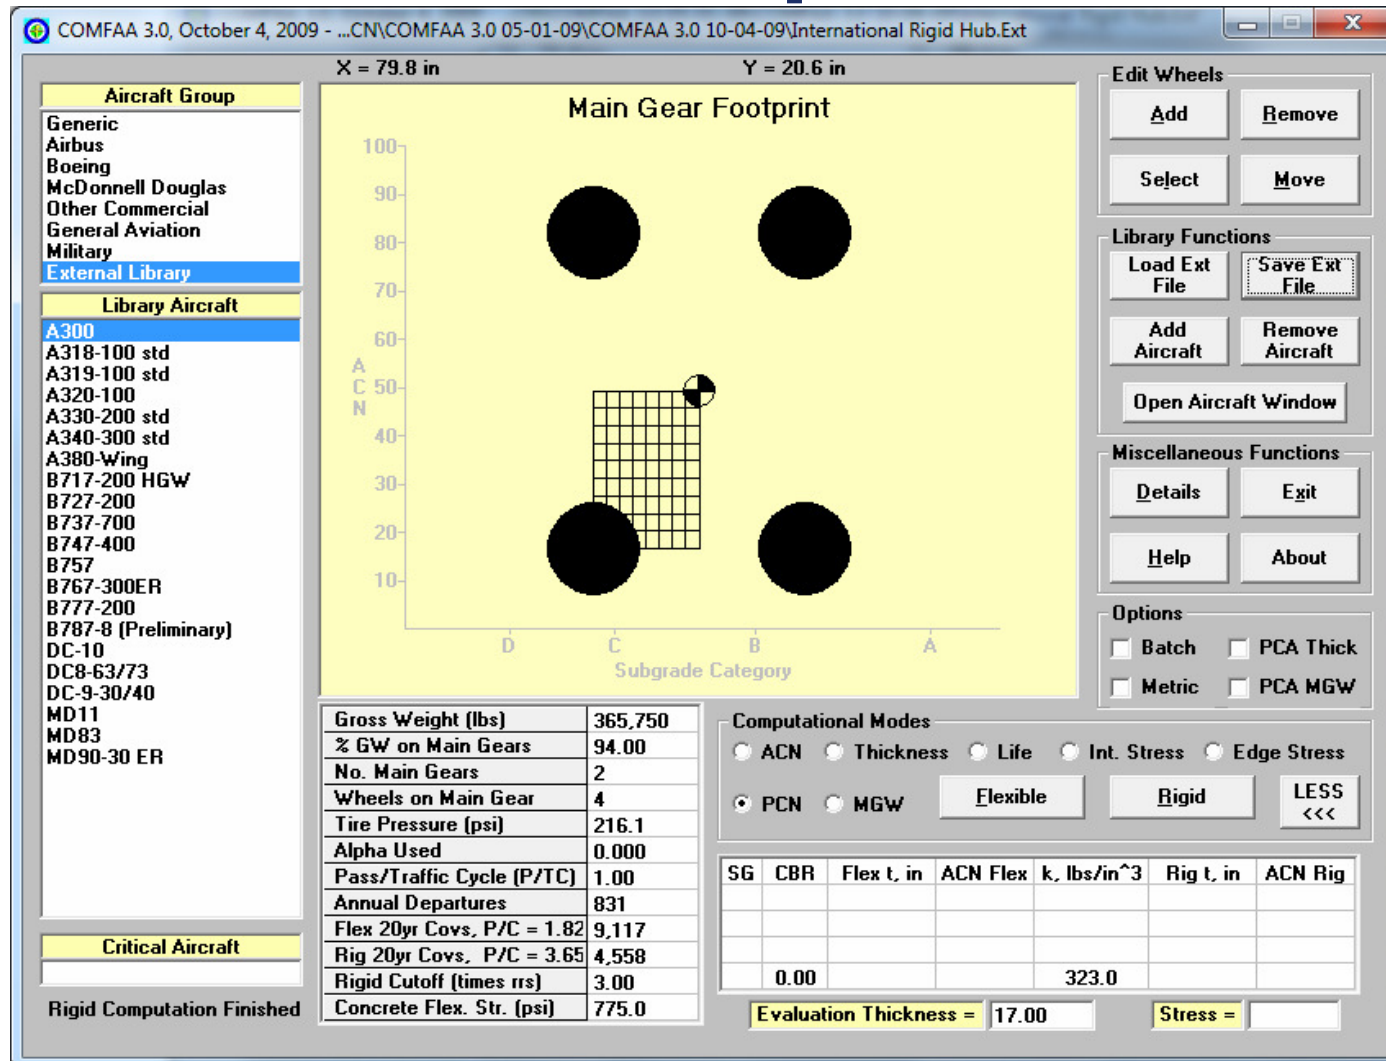 COMFAA 3.0, October 4, 2009 - ...CN\COMFAA 3.0 05-01-09\COMFAA 3.0 10-04-09\International Rigid Hub.Ext
X = 79.8 in
Y = 20.6 in
Aircraft Group
Generic
Airbus
Boeing
McDonnell Douglas
Other Commercial
General Aviation
Military
External Library
Library Aircraft
A300
A318-100 std
A319-100 std
A320-100
A330-200 std
A340-300 std
A380-Wing
B717-200 HGW
B727-200
B737-700
B747-400
B757
B767-300ER
B777-200
B787-8 (Preliminary)
DC-10
DC8-63/73
DC-9-30/40
MD11
MD83
MD90-30 ER
Critical Aircraft
Rigid Computation Finished
Main Gear Footprint
100
90
80
70
60
50
40
30
20
10
A
C
N
D C B A
Subgrade Category
Gross Weight (lbs) 365,750
% GW on Main Gears 94.00
No. Main Gears 2
Wheels on Main Gear 4
Tire Pressure (psi) 216.1
Alpha Used 0.000
Pass/Traffic Cycle (P/TC) 1.00
Annual Departures 831
Flex 20yr Covs, P/C = 1.82 9,117
Rig 20yr Covs, P/C = 3.65 4,558
Rigid Cutoff (times rrs) 3.00
Concrete Flex. Str. (psi) 775.0
Edit Wheels
Add Remove
Select Move
Library Functions
Load Ext File
Save Ext File
Add Aircraft
Remove Aircraft
Open Aircraft Window
Miscellaneous Functions
Details Exit
Help About
Options
Batch PCA Thick
Metric PCA MGW
Computational Modes
ACN Thickness Life Int. Stress Edge Stress
PCN MGW Flexible Rigid
LESS
<<<
SG CBR Flex t, in ACN Flex k, lbs/in^3 Rig t, in ACN Rig
0.00 323.0
Evaluation Thickness = 17.00 Stress =